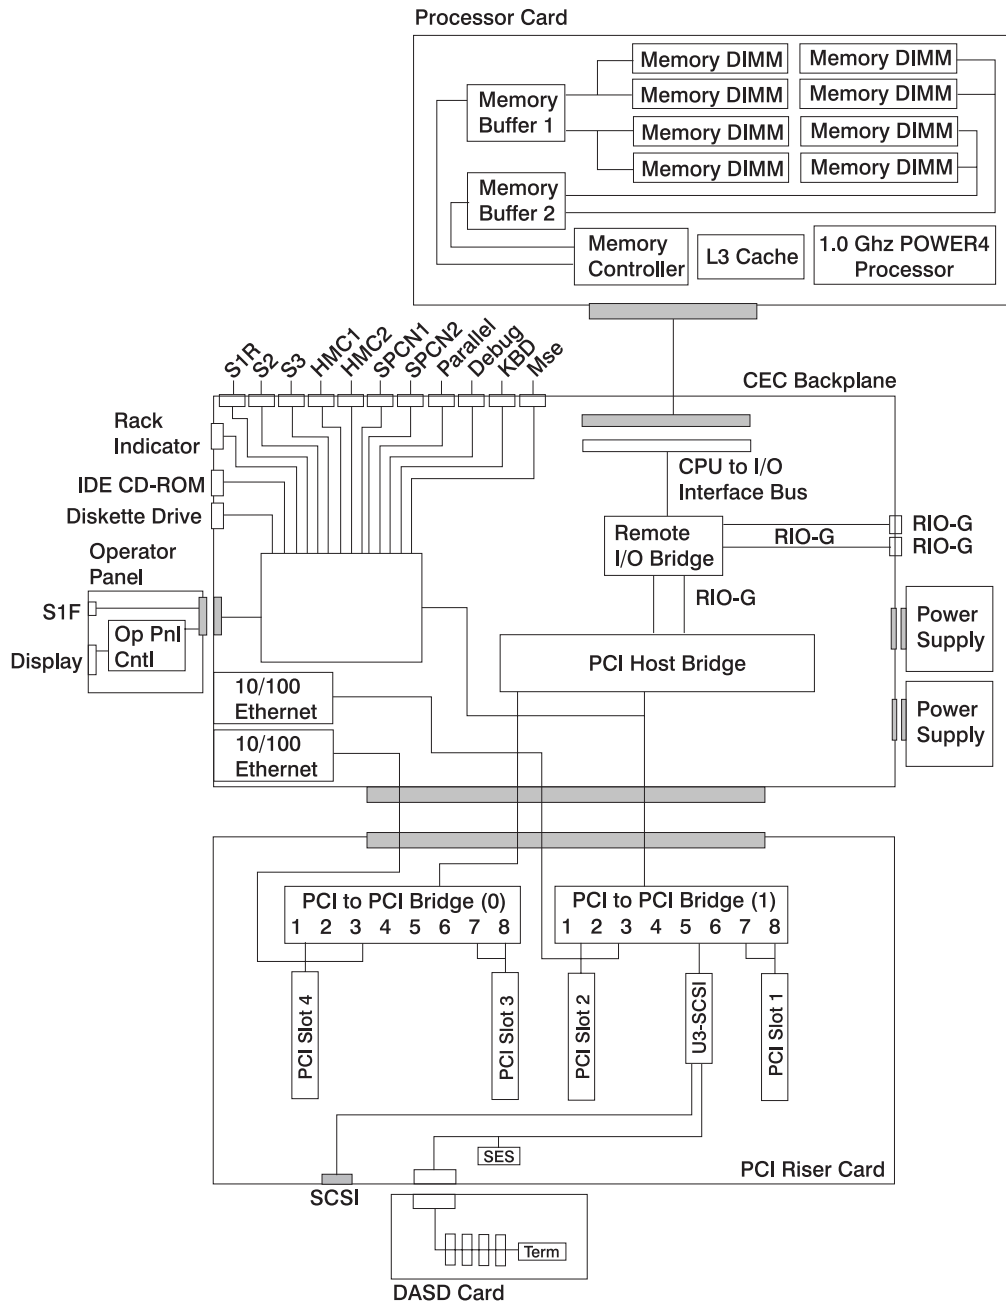 Processor Card
Memory DIMM
Memory DIMM
Memory DIMM
Memory DIMM
Memory DIMM
Memory DIMM
Memory DIMM
Memory DIMM
Memory
Buffer 1
Memory
Buffer 2
Memory
Controller
L3 Cache
1.0 Ghz POWER4
Processor
S1R
S2
S3
HMC1
HMC2
SPCN1
SPCN2
Parallel
Debug
KBD
Mse
CEC Backplane
Rack
Indicator
IDE CD-ROM
Diskette Drive
Operator
Panel
S1F
Op Pnl
Cntl
Display
CPU to I/O
Interface Bus
Remote
I/O Bridge
RIO-G
RIO-G
RIO-G
RIO-G
Power
Supply
PCI Host Bridge
Power
Supply
10/100
Ethernet
10/100
Ethernet
PCI to PCI Bridge (0)
1 2 3 4 5 6 7 8
PCI to PCI Bridge (1)
1 2 3 4 5 6 7 8
PCI Slot 4
PCI Slot 3
PCI Slot 2
U3-SCSI
PCI Slot 1
SES
PCI Riser Card
SCSI
Term
DASD Card